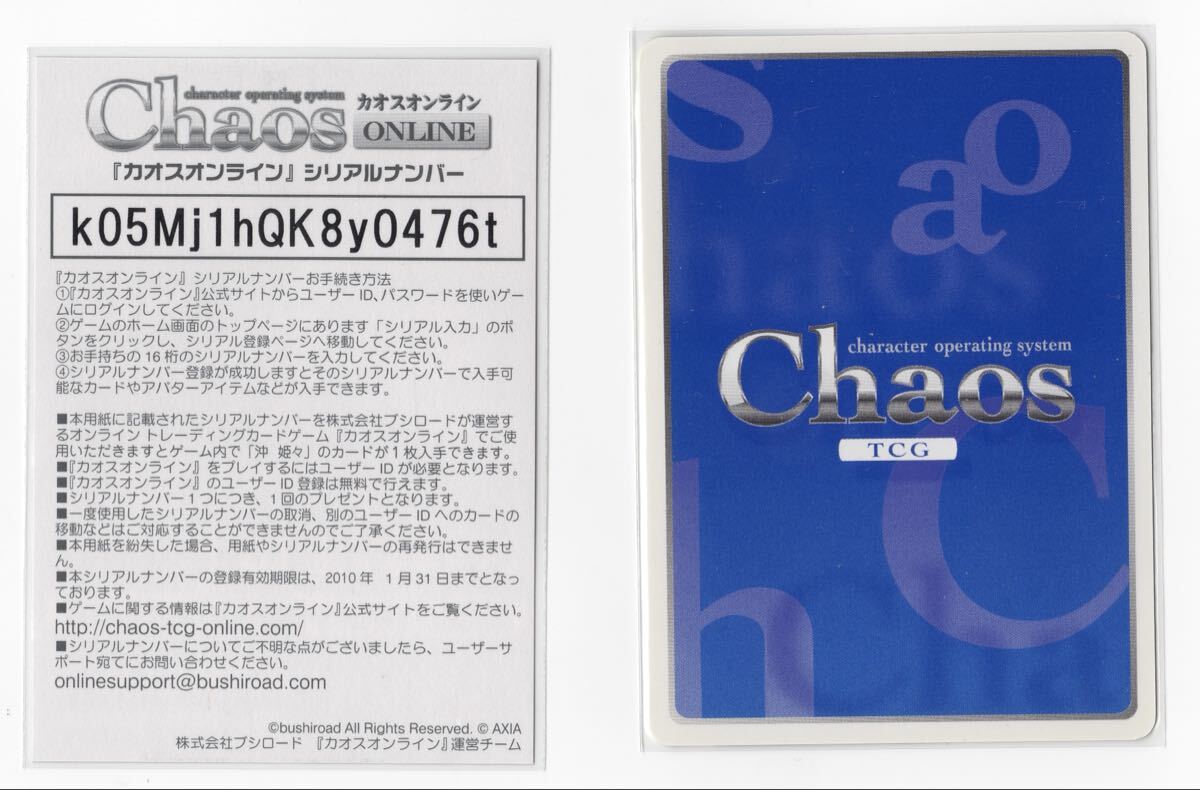 Chaos
character operating system
カオスオンライン
ONLINE
『カオスオンライン』シリアルナンバー
k05Mj1hQK8y0476t
『カオスオンライン』シリアルナンバーお手続き方法
①『カオスオンライン』公式サイトからユーザーID、パスワードを使いゲー
ムにログインしてください。
②ゲームのホーム画面のトップページにあります「シリアル入力」のボ
タンをクリックし、シリアル登録ページへ移動してください。
③お手持ちの16桁のシリアルナンバーを入力してください。
④シリアルナンバー登録が成功しますとそのシリアルナンバーで入手可
能なカードやアバターアイテムなどが入手できます。
■本用紙に記載されたシリアルナンバーを株式会社ブシロードが運営す
るオンライントレーディングカードゲーム『カオスオンライン』でご使
用いただきますとゲーム内で「沖 姫々」のカードが1枚入手できます。
■『カオスオンライン』をプレイするにはユーザーIDが必要となります。
■『カオスオンライン』のユーザーID登録は無料で行えます。
■シリアルナンバー1つにつき、1回のプレゼントとなります。
■一度使用したシリアルナンバーの取消、別のユーザーIDへのカードの
移動などはご対応することができませんのでご了承ください。
■本用紙を紛失した場合、用紙やシリアルナンバーの再発行はできませ
ん。
■本シリアルナンバーの登録有効期限は、2010年 1月31日までとなっ
ております。
■ゲームに関する情報は『カオスオンライン』公式サイトをご覧ください。
http://chaos-tcg-online.com/
■シリアルナンバーについてご不明な点がございましたら、ユーザーサ
ポート宛てにお問い合わせください。
onlinesupport@bushiroad.com
©bushiroad All Rights Reserved. © AXIA
株式会社ブシロード 『カオスオンライン』運営チーム
s
a
o
Chaos
character operating system
TCG
C
h